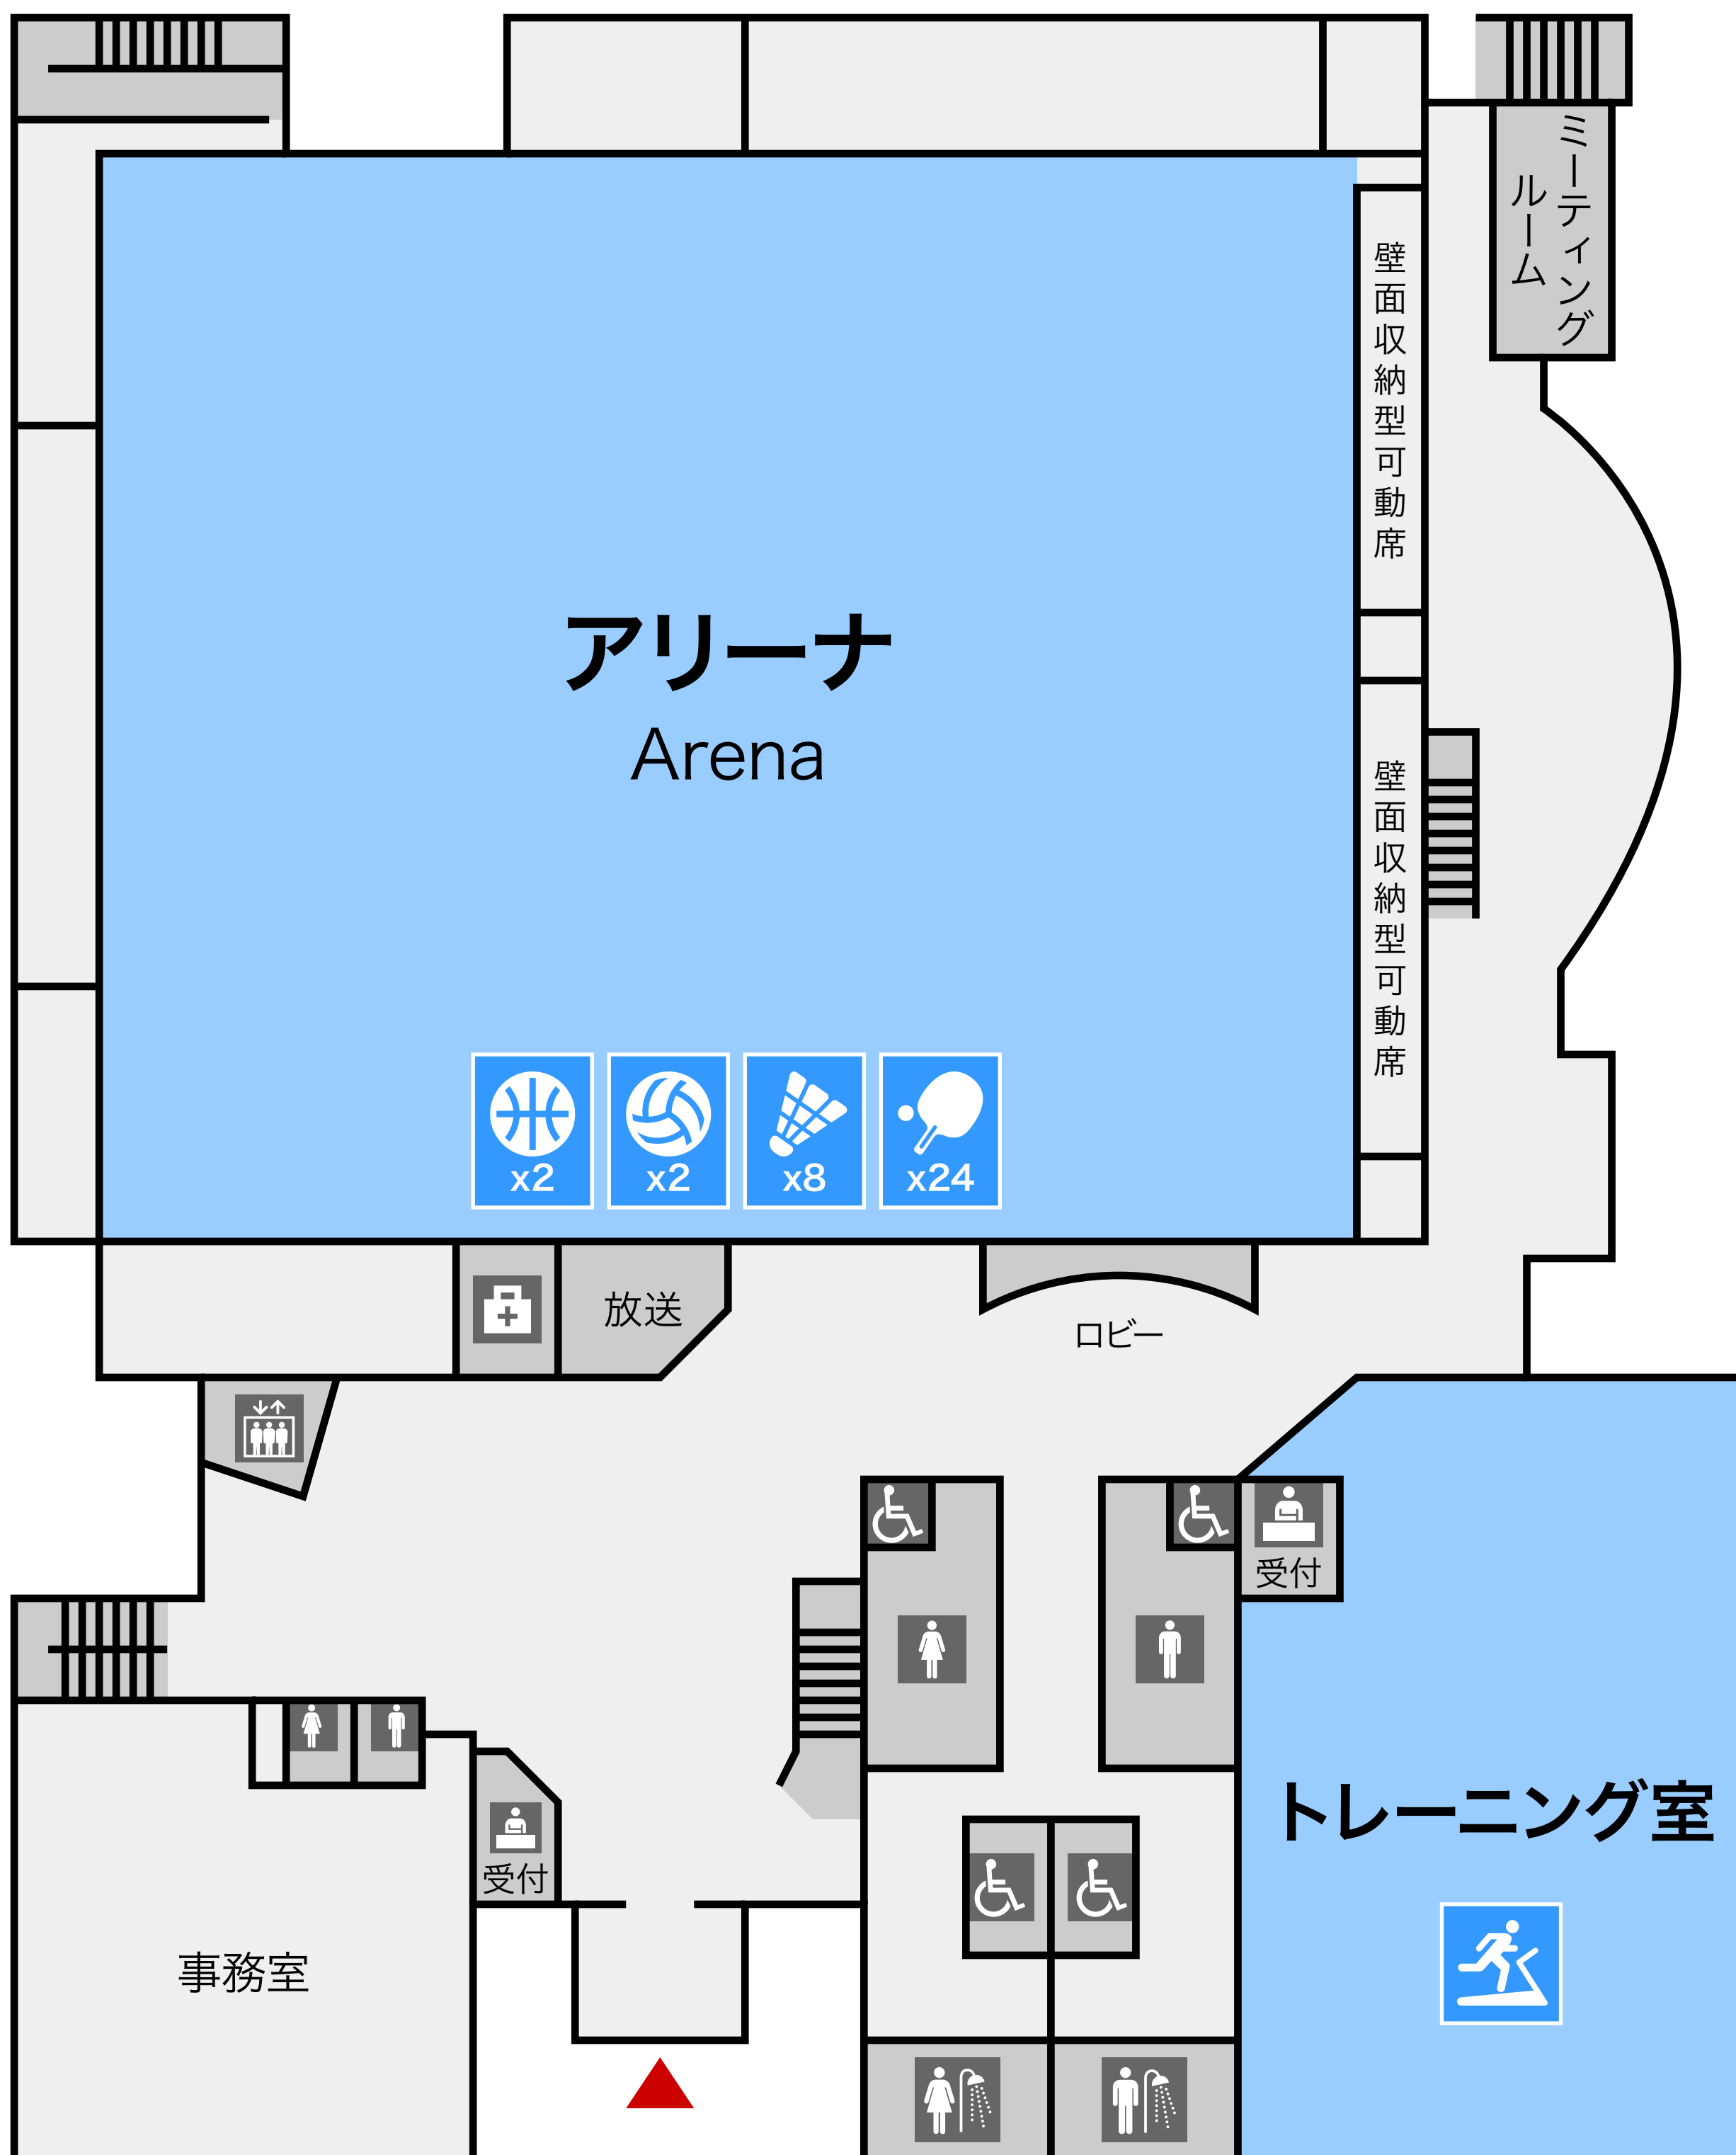 ミーティング
ルーム
壁面収納型可動席
アリーナ
Arena
壁面収納型可動席
x2
x2
x8
x24
放送
ロビー
受付
トレーニング室
受付
事務室